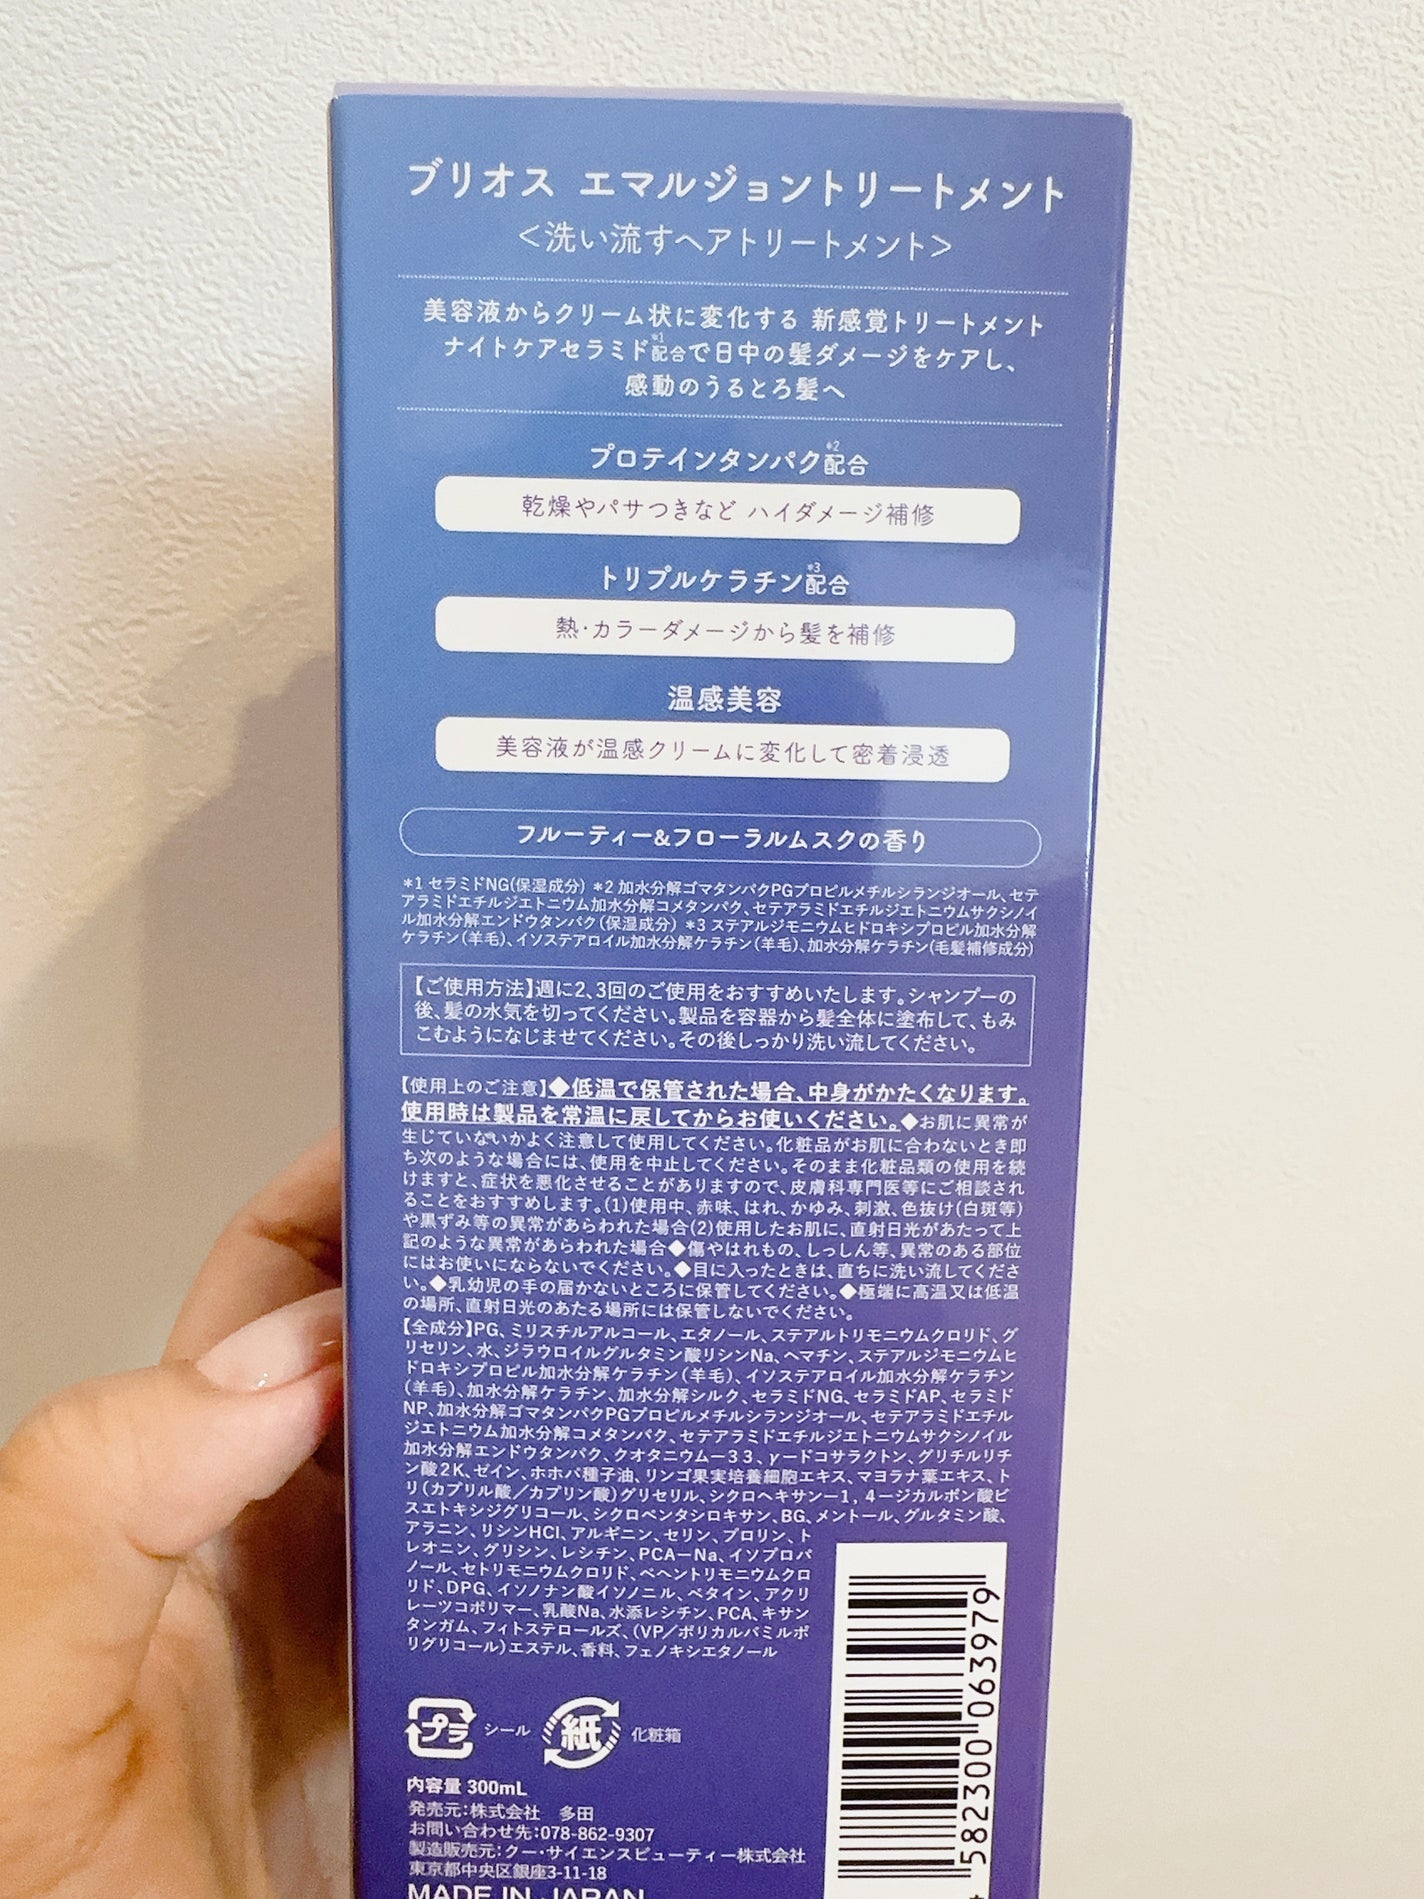 ブリオス エマルジョントリートメント
<洗い流すヘアトリートメント>
美容液からクリーム状に変化する 新感覚トリートメント
ナイトケアセラミド*1配合で日中の髪ダメージをケアし、
感動のうるとろ髪へ
プロテインタンパク*2配合
乾燥やパサつきなど ハイダメージ補修
トリプルケラチン*3配合
熱・カラーダメージから髪を補修
温感美容
美容液が温感クリームに変化して密着浸透
フルーティー&フローラルムスクの香り
*1 セラミドNG(保湿成分) *2 加水分解ゴマタンパクPGプロピルメチルシランジオール、セテ
アラミドエチルジエトニウム加水分解コメタンパク、セテアラミドエチルジエトニウムサクシノイ
ル加水分解エンドウタンパク(保湿成分) *3 ステアルジモニウムヒドロキシプロピル加水分解
ケラチン(羊毛)、イソステアロイル加水分解ケラチン(羊毛)、加水分解ケラチン(毛髪補修成分)
【ご使用方法】週に2、3回のご使用をおすすめいたします。シャンプーの
後、髪の水気を切ってください。製品を容器から髪全体に塗布して、もみ
こむようになじませてください。その後しっかり洗い流してください。
【使用上のご注意】◆低温で保管された場合、中身がかたくなります。
使用時は製品を常温に戻してからお使いください。◆お肌に異常が
生じていないかよく注意して使用してください。化粧品がお肌に合わないとき即
ち次のような場合には、使用を中止してください。そのまま化粧品類の使用を続
けますと、症状を悪化させることがありますので、皮膚科専門医等にご相談され
ることをおすすめします。(1)使用中、赤味、はれ、かゆみ、刺激、色抜け(白斑等)
や黒ずみ等の異常があらわれた場合(2)使用したお肌に、直射日光があたって上
記のような異常があらわれた場合◆傷やはれもの、しっしん等、異常のある部位
にはお使いにならないでください。◆目に入ったときは、直ちに洗い流してくださ
い。◆乳幼児の手の届かないところに保管してください。◆極端に高温又は低温
の場所、直射日光のあたる場所には保管しないでください。
【全成分】PG、ミリスチルアルコール、エタノール、ステアルトリモニウムクロリド、グ
リセリン、水、ジラウロイルグルタミン酸リシンNa、ヘマチン、ステアルジモニウムヒ
ドロキシプロピル加水分解ケラチン(羊毛)、イソステアロイル加水分解ケラチン
(羊毛)、加水分解ケラチン、加水分解シルク、セラミドNG、セラミドAP、セラミド
NP、加水分解ゴマタンパクPGプロピルメチルシランジオール、セテアラミドエチル
ジエトニウム加水分解コメタンパク、セテアラミドエチルジエトニウムサクシノイル
加水分解エンドウタンパク、クオタニウム-33、γ-ドコサラクトン、グリチルリチ
ン酸2K、ゼイン、ホホバ種子油、リンゴ果実培養細胞エキス、マヨラナ葉エキス、ト
リ(カプリル酸/カプリン酸)グリセリル、シクロヘキサン-1,4-ジカルボン酸ビ
スエトキシジグリコール、シクロペンタシロキサン、BG、メントール、グルタミン酸、
アラニン、リシンHCl、アルギニン、セリン、プロリン、ト
レオニン、グリシン、レシチン、PCA-Na、イソプロパ
ノール、セトリモニウムクロリド、ベヘントリモニウムクロ
リド、DPG、イソノナン酸イソノニル、ベタイン、アクリ
レーツコポリマー、乳酸Na、水添レシチン、PCA、キサン
タンガム、フィトステロールズ、(VP/ポリカルバミルポ
リグリコール)エステル、香料、フェノキシエタノール
プラ シール 紙 化粧箱
内容量 300mL
発売元:株式会社 多田
お問い合わせ先:078-862-9307
製造販売元:クー・サイエンスビューティー株式会社
東京都中央区銀座3-11-18
MADE IN JAPAN
582300 063979